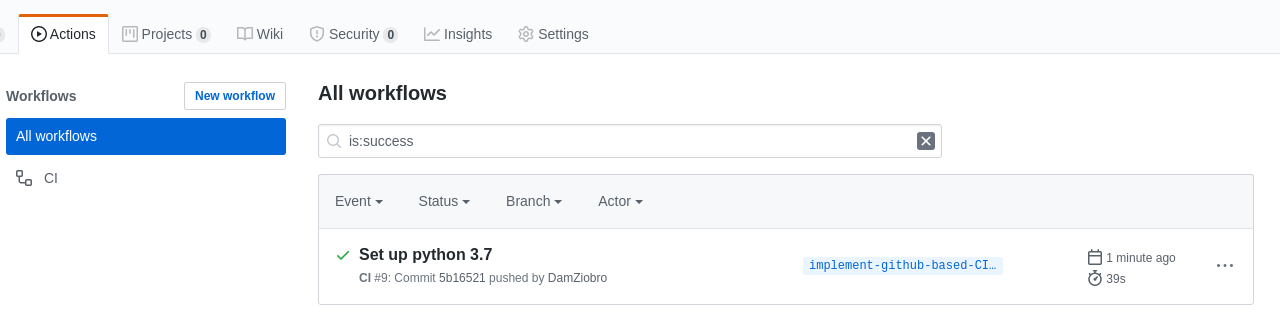 Actions Projects 0 Wiki Security 0 Insights Settings
Workflows New workflow
All workflows
CI
All workflows
is:success
Event Status Branch Actor
Set up python 3.7
CI #9: Commit 5b16521 pushed by DamZiobro
implement-github-based-CI…
1 minute ago
39s